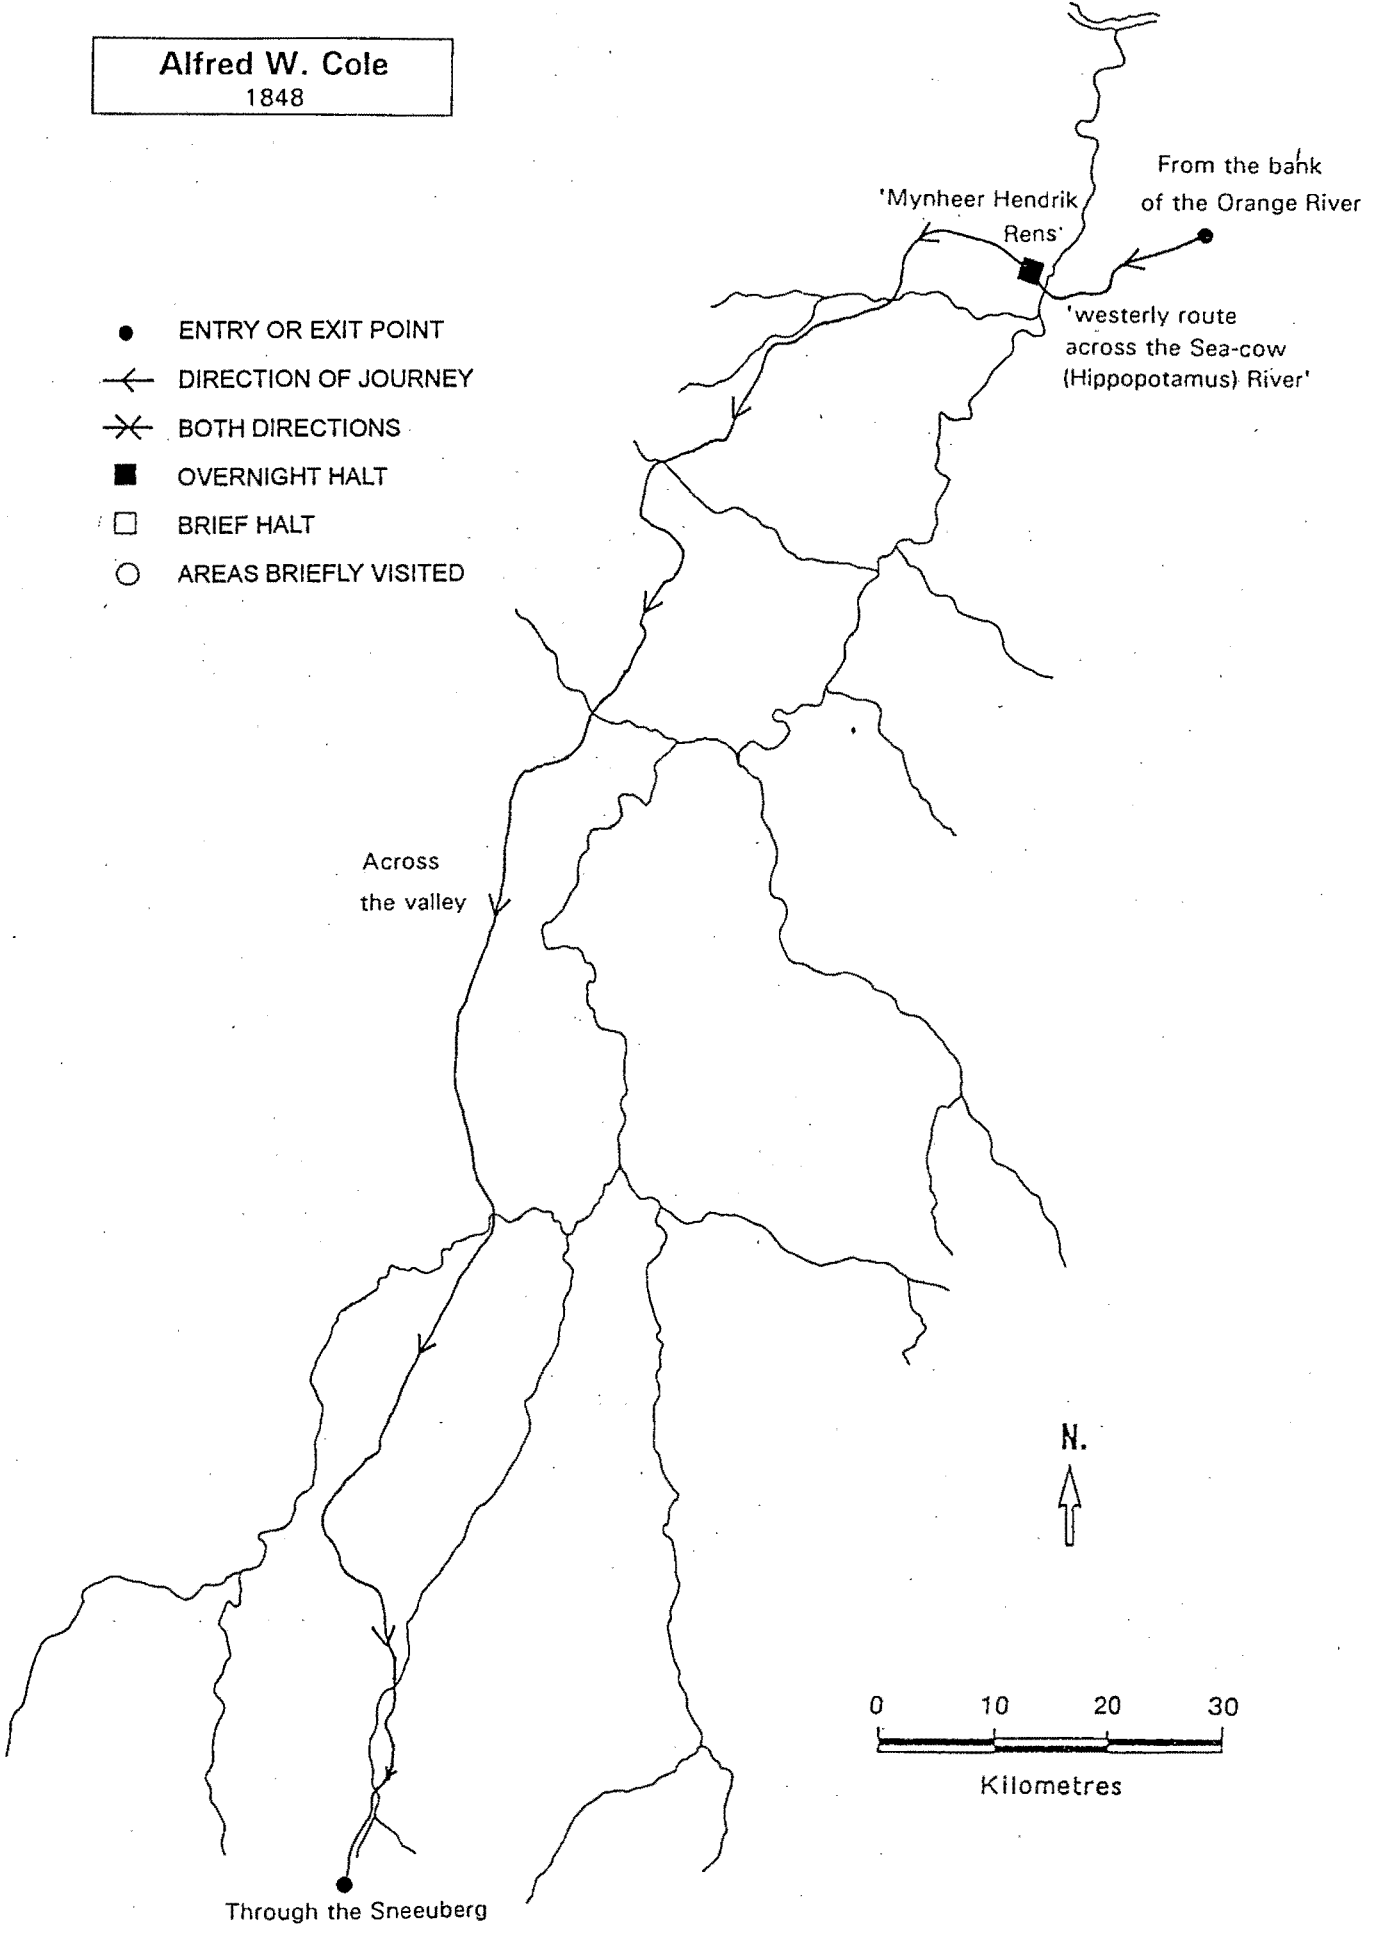 Alfred W. Cole
1848
From the bank
of the Orange River
'Mynheer Hendrik
Rens'
'westerly route
across the Sea-cow
(Hippopotamus) River'
ENTRY OR EXIT POINT
DIRECTION OF JOURNEY
BOTH DIRECTIONS
OVERNIGHT HALT
BRIEF HALT
AREAS BRIEFLY VISITED
Across
the valley
N.
0 10 20 30
Kilometres
Through the Sneeuberg